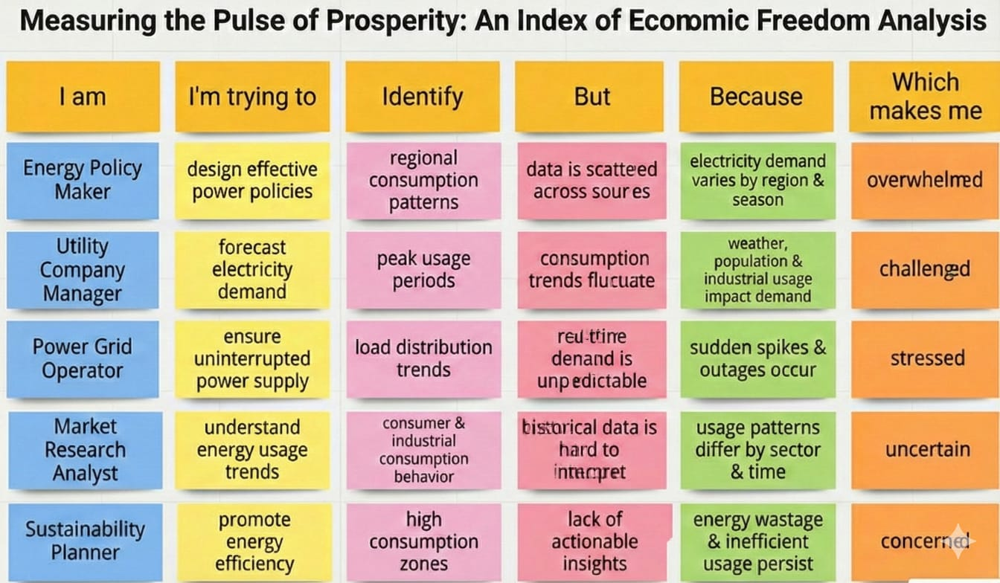 Measuring the Pulse of Prosperity: An Index of Economic Freedom Analysis
I am
I'm trying to
Identify
But
Because
Which
makes me
Energy Policy
Maker
design effective
power policies
regional
consumption
patterns
data is scatteed
across soures
electricity demand
varies by region &
season
overwhelmed
Utility
Company
Manager
forecast
electricity
demand
peak usage
periods
consumption
trends flucuate
weather,
population &
industrial usage
impact demand
challenged
Power Grid
Operator
ensure
uninterrupted
power supply
load distribution
trends
denand is
unpedictable
sudden spikes &
outages occur
stressed
Market
Research
Analyst
understand
energy usage
trends
consumer &
industrial
consumption
behavior
data is
hard to
usage patterns
differ by sector
& time
uncertain
Sustainability
Planner
promote
energy
efficiency
high
consumption
zones
lack of
actionable
insights
energy wastage
& inefficient
usage persist
concerned